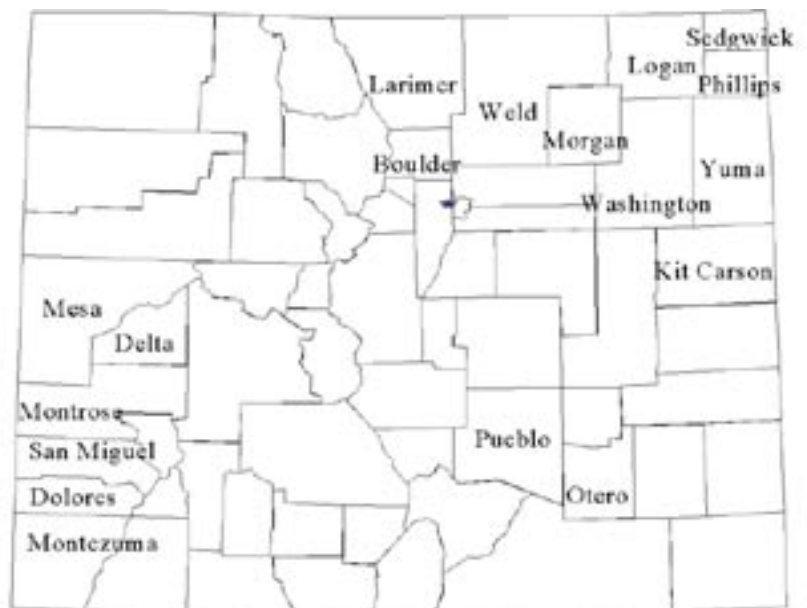 Sedgwick
Logan
Larimer
Phillips
Weld
Morgan
Boulder
Yuma
Washington
Kit Carson
Mesa
Delta
Montrose
San Miguel
Pueblo
Dolores
Otero
Montezuma